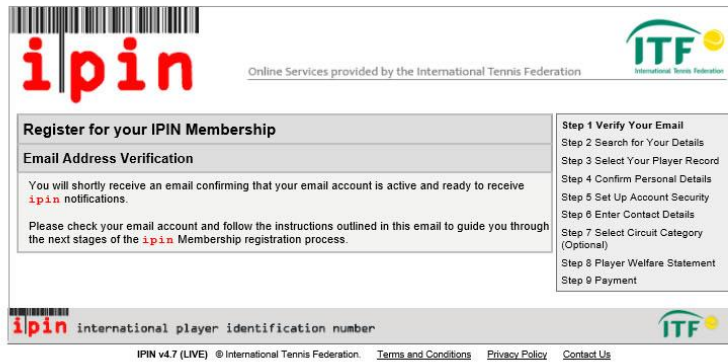 ipin
Online Services provided by the International Tennis Federation
ITF
International Tennis Federation
Register for your IPIN Membership
Email Address Verification
You will shortly receive an email confirming that your email account is active and ready to receive
ipin notifications.
Please check your email account and follow the instructions outlined in this email to guide you through
the next stages of the ipin Membership registration process.
Step 1 Verify Your Email
Step 2 Search for Your Details
Step 3 Select Your Player Record
Step 4 Confirm Personal Details
Step 5 Set Up Account Security
Step 6 Enter Contact Details
Step 7 Select Circuit Category
(Optional)
Step 8 Player Welfare Statement
Step 9 Payment
ipin international player identification number
ITF
IPIN v4.7 (LIVE) © International Tennis Federation. Terms and Conditions Privacy Policy Contact Us